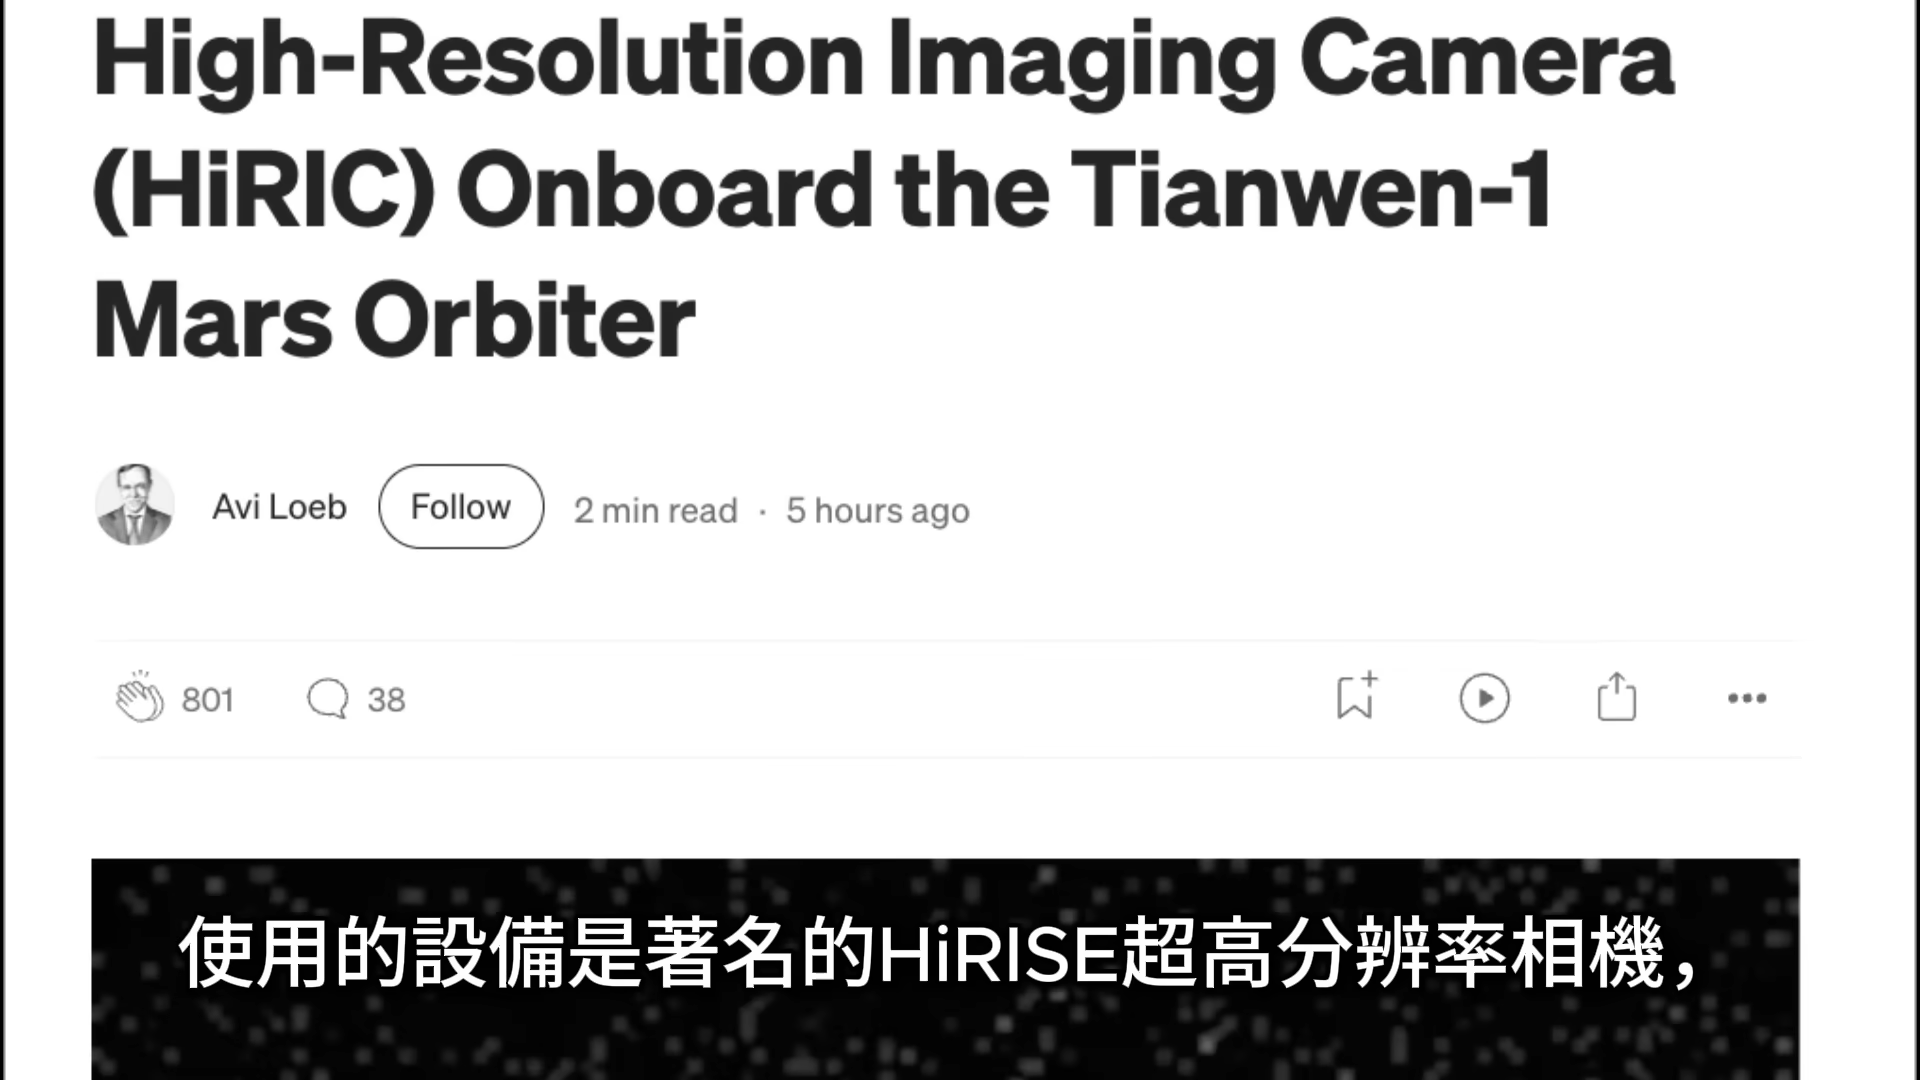 High-Resolution Imaging Camera
(HiRIC) Onboard the Tianwen-1
Mars Orbiter
Avi Loeb Follow 2 min read · 5 hours ago
801 38
使用的設備是著名的HiRISE超高分辨率相機，